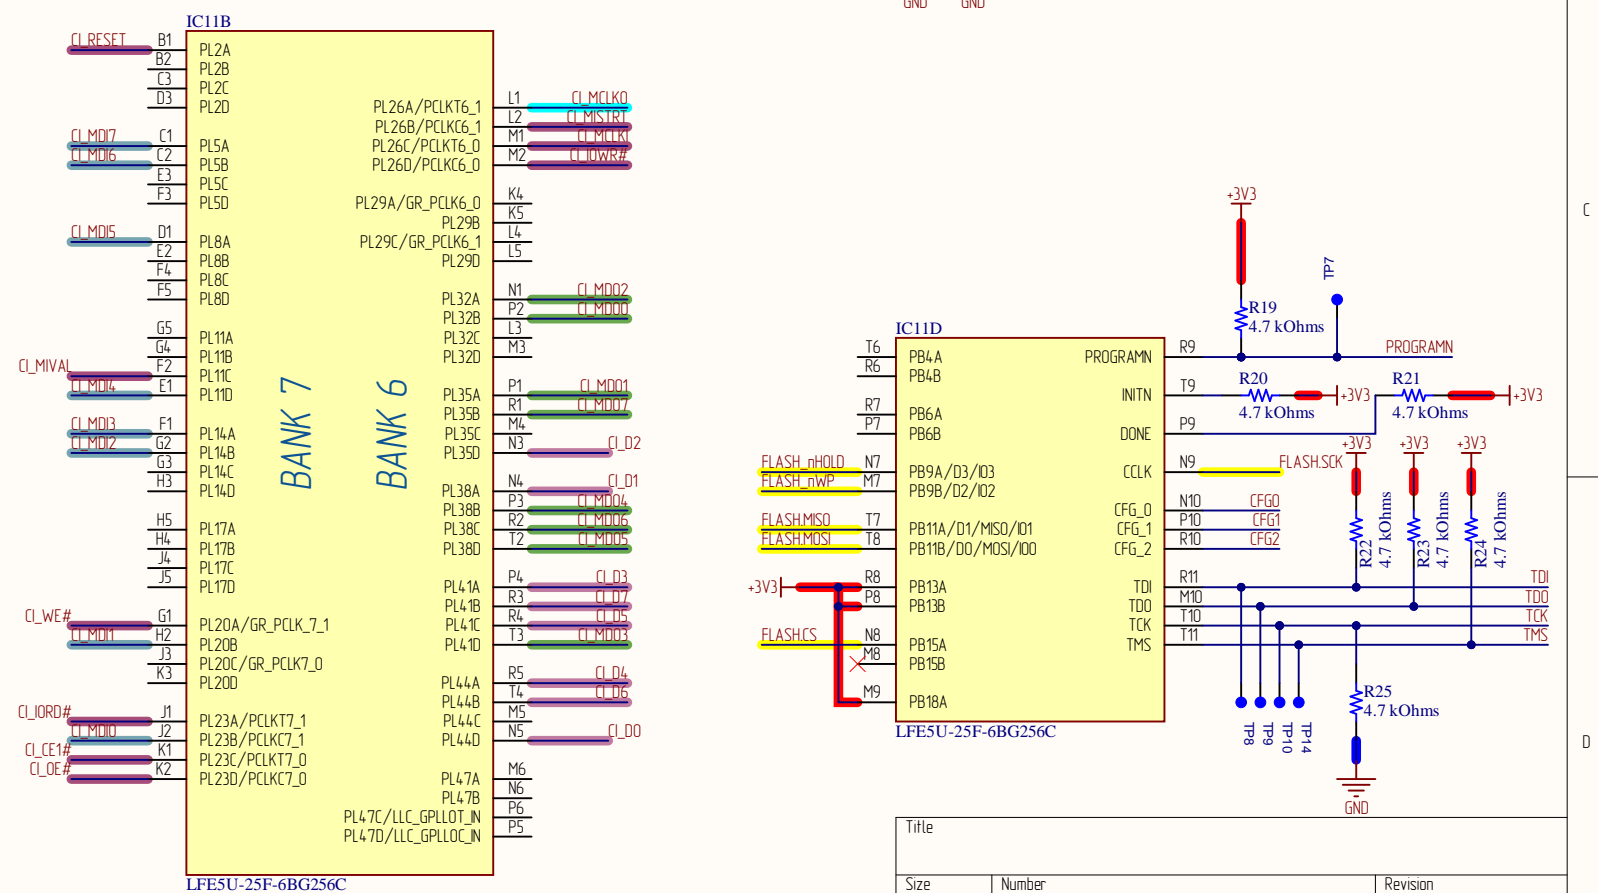 GND GND
IC11B
CI_RESET B1 PL2A
B2 PL2B
C3 PL2C
D3 PL2D
CI_MDI7 C1 PL5A
CI_MDI6 C2 PL5B
E3 PL5C
F3 PL5D
CI_MDI5 D1 PL8A
E2 PL8B
F4 PL8C
F5 PL8D
G5 PL11A
G4 PL11B
CI_MIVAL F2 PL11C
CI_MDI4 E1 PL11D
CI_MDI3 F1 PL14A
CI_MDI2 G2 PL14B
G3 PL14C
H3 PL14D
H5 PL17A
H4 PL17B
J4 PL17C
J5 PL17D
CI_WE# G1 PL20A/GR_PCLK_7_1
CI_MDI1 H2 PL20B
J3 PL20C/GR_PCLK7_0
K3 PL20D
CI_IORD# J1 PL23A/PCLKT7_1
CI_MDI0 J2 PL23B/PCLKC7_1
CI_CE1# K1 PL23C/PCLKT7_0
CI_OE# K2 PL23D/PCLKC7_0
BANK 7
BANK 6
PL26A/PCLKT6_1 L1 CI_MCLKO
PL26B/PCLKC6_1 L2 CI_MISTRT
PL26C/PCLKT6_0 M1 CI_MCLKI
PL26D/PCLKC6_0 M2 CI_IOWR#
PL29A/GR_PCLK6_0 K4
PL29B K5
PL29C/GR_PCLK6_1 L4
PL29D L5
PL32A N1 CI_MDO2
PL32B P2 CI_MDO0
PL32C L3
PL32D M3
PL35A P1 CI_MDO1
PL35B R1 CI_MDO7
PL35C M4
PL35D N3 CI_D2
PL38A N4 CI_D1
PL38B P3 CI_MDO4
PL38C R2 CI_MDO6
PL38D T2 CI_MDO5
PL41A P4 CI_D3
PL41B R3 CI_D7
PL41C R4 CI_D5
PL41D T3 CI_MDO3
PL44A R5 CI_D4
PL44B T4 CI_D6
PL44C M5
PL44D N5 CI_D0
PL47A M6
PL47B N6
PL47C/LLC_GPLLOT_IN P6
PL47D/LLC_GPLLOC_IN P5
LFE5U-25F-6BG256C
IC11D
T6 PB4A
R6 PB4B
R7 PB6A
P7 PB6B
FLASH_nHOLD N7 PB9A/D3/IO3
FLASH_nWP M7 PB9B/D2/IO2
FLASH.MISO T7 PB11A/D1/MISO/IO1
FLASH.MOSI T8 PB11B/D0/MOSI/IO0
+3V3 R8 PB13A
P8 PB13B
FLASH.CS N8 PB15A
M8 PB15B
M9 PB18A
LFE5U-25F-6BG256C
PROGRAMN R9 PROGRAMN
INITN T9
DONE P9
CCLK N9 FLASH.SCK
CFG_0 N10 CFG0
CFG_1 P10 CFG1
CFG_2 R10 CFG2
TDI R11 TDI
TDO M10 TDO
TCK T10 TCK
TMS T11 TMS
+3V3
R19
4.7 kOhms
TP7
R20
4.7 kOhms
+3V3
R21
4.7 kOhms
+3V3
+3V3 +3V3 +3V3
R22
4.7 kOhms
R23
4.7 kOhms
R24
4.7 kOhms
TP8
TP9
TP10
TP14
R25
4.7 kOhms
GND
C
D
Title
Size Number Revision